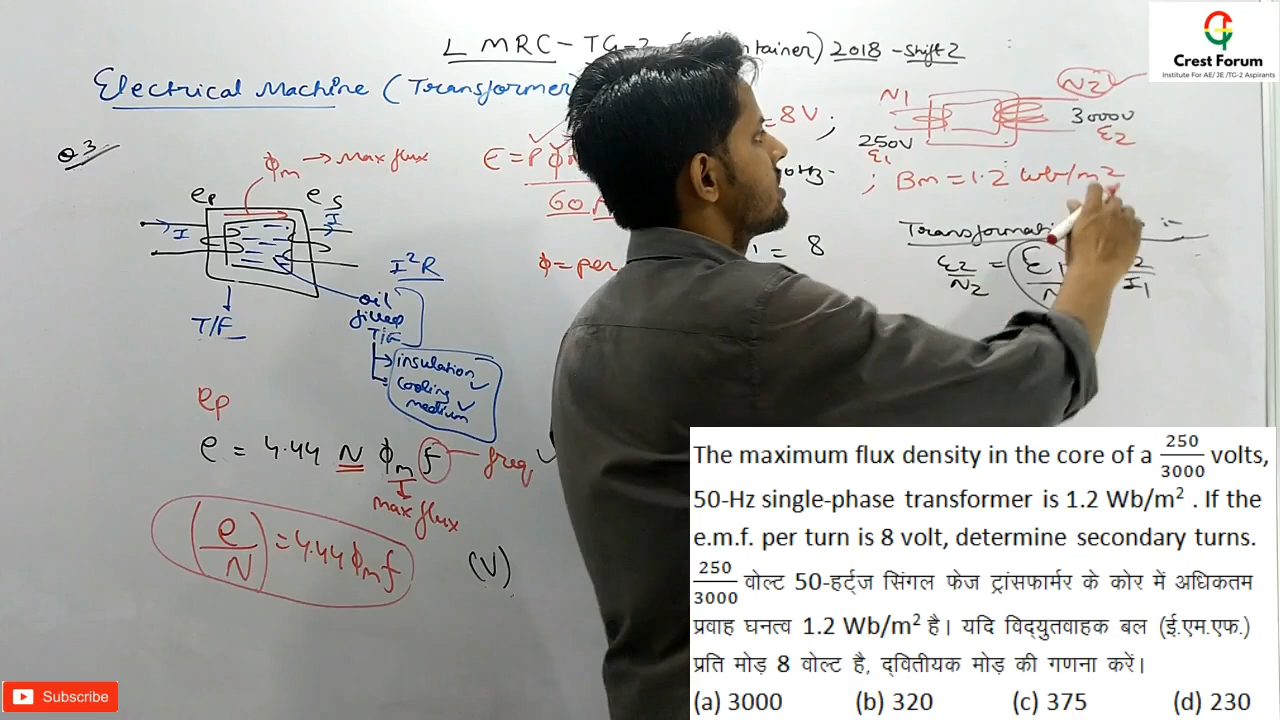 L MRC - TG-2 ntainer) 2018 - Shift 2
Crest Forum
Institute For AE/ JE /TG-2 Aspirants
Electrical Machine (Transformer
Q3
Φm → Max flux
ep
es
I
I
I²R
oil
filled
T/F
T/F
insulation
cooling
medium
E = P Φ
60 A
= 8V ;
Φ = per
= 8
N1
N2
250V
E1
3000V
E2
; Bm = 1.2 Wb/m2
Transformati
E2/N2 = E1/N 2/I1
ep
e = 4.44 N Φm f freq
max flux
(e/N) = 4.44 Φm f
(V)
The maximum flux density in the core of a 250/3000 volts,
50-Hz single-phase transformer is 1.2 Wb/m² . If the
e.m.f. per turn is 8 volt, determine secondary turns.
250/3000 वोल्ट 50-हर्ट्ज सिंगल फेज ट्रांसफार्मर के कोर में अधिकतम
प्रवाह घनत्व 1.2 Wb/m² है। यदि विद्युतवाहक बल (ई.एम.एफ.)
प्रति मोड़ 8 वोल्ट है, द्वितीयक मोड़ की गणना करें।
(a) 3000 (b) 320 (c) 375 (d) 230
Subscribe